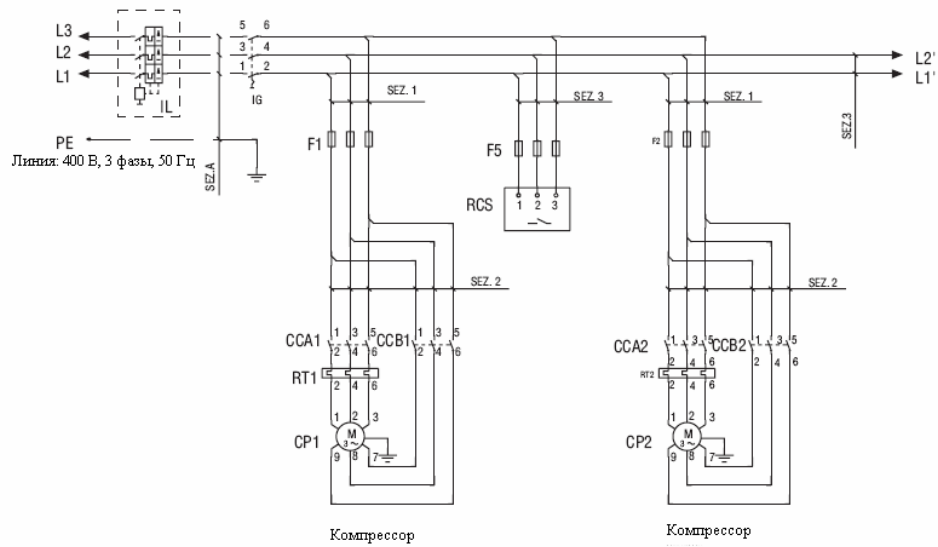 L3
L2
L1
5 6
3 4
1 2
IL
IG
L2'
L1'
PE
Линия: 400 В, 3 фазы, 50 Гц
SEZ.A
SEZ. 1
SEZ. 3
SEZ. 1
SEZ.3
F1
F5
F2
RCS
1 2 3
SEZ. 2
SEZ. 2
CCA1
1 3 5
2 4 6
CCB1
1 3 5
2 4 6
CCA2
1 3 5
2 4 6
CCB2
1 3 5
2 4 6
RT1
2 4 6
RT2
2 4 6
CP1
1 2 3
M
3 ~
9 8 7
CP2
1 2 3
M
3 ~
9 8 7
Компрессор
Компрессор